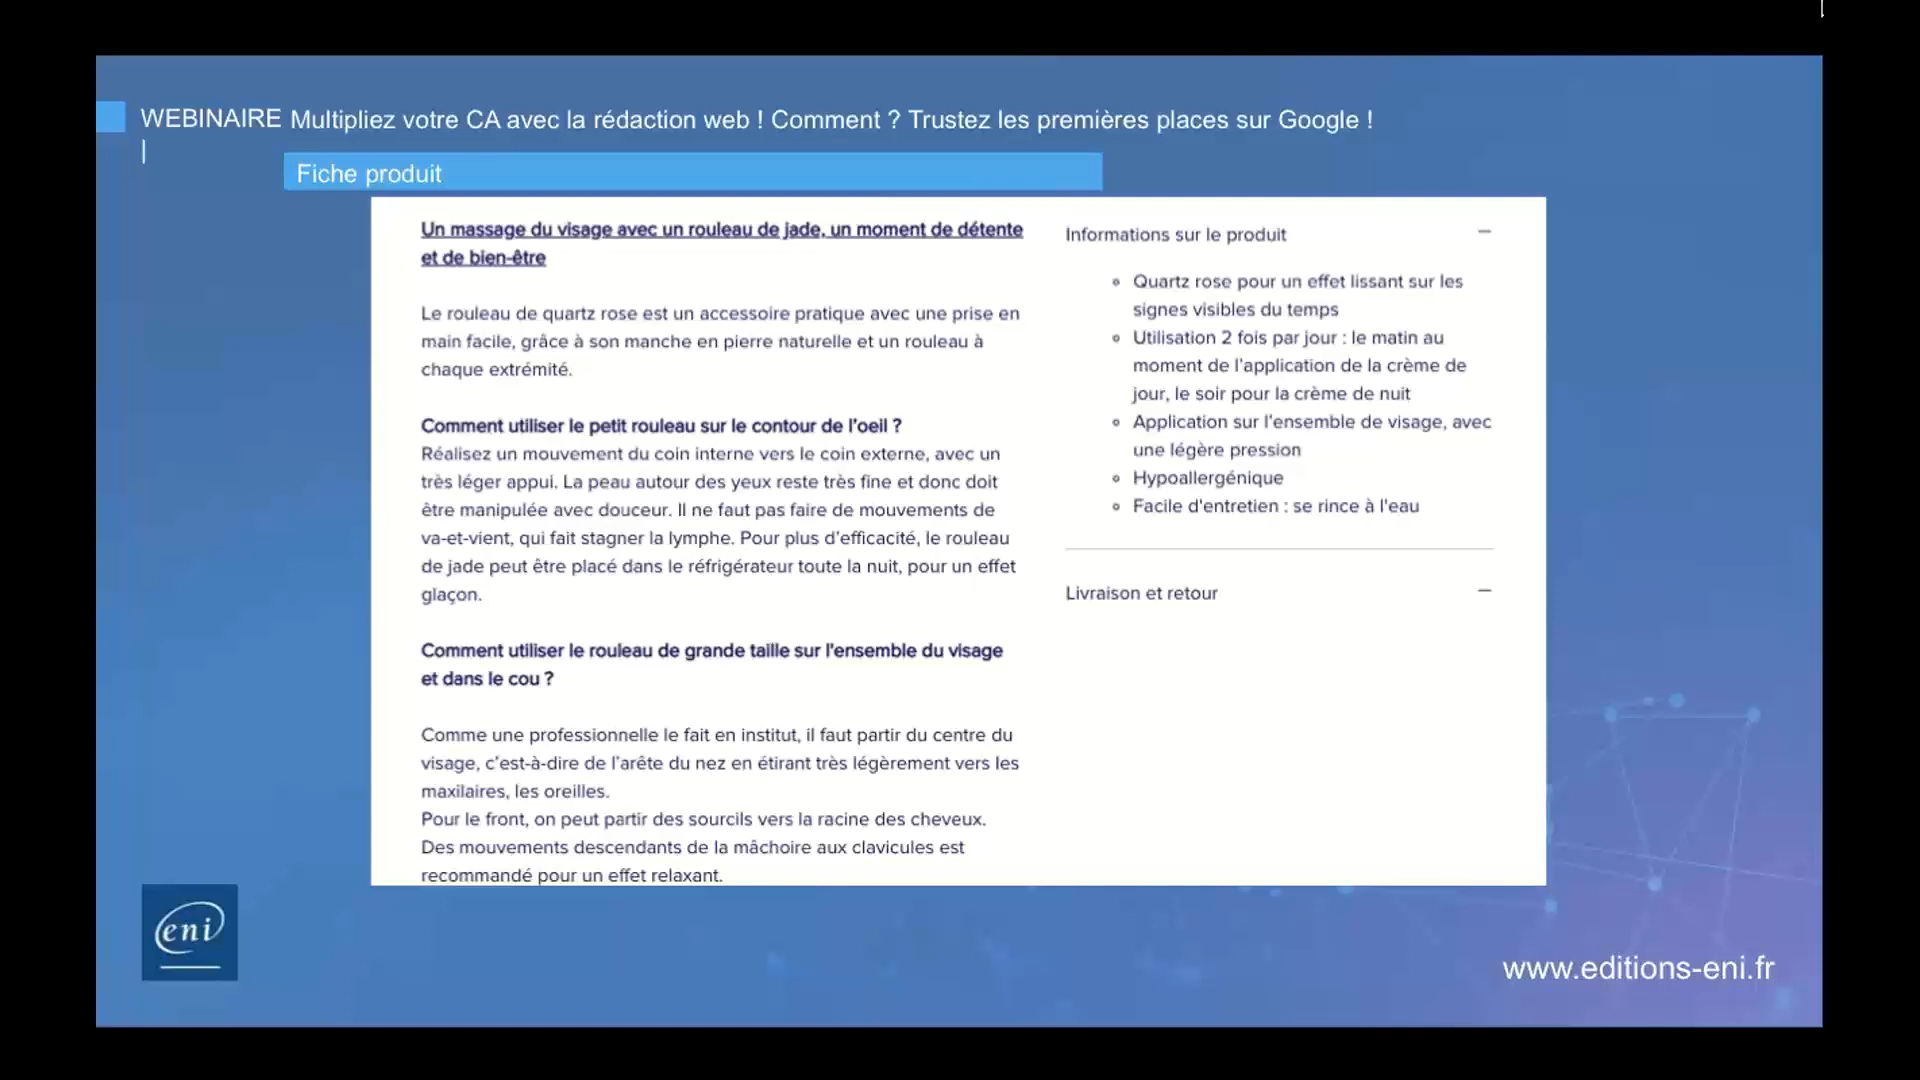 WEBINAIRE Multipliez votre CA avec la rédaction web ! Comment ? Trustez les premières places sur Google !
Fiche produit
Un massage du visage avec un rouleau de jade, un moment de détente
et de bien-être
Le rouleau de quartz rose est un accessoire pratique avec une prise en
main facile, grâce à son manche en pierre naturelle et un rouleau à
chaque extrémité.
Comment utiliser le petit rouleau sur le contour de l'oeil ?
Réalisez un mouvement du coin interne vers le coin externe, avec un
très léger appui. La peau autour des yeux reste très fine et donc doit
être manipulée avec douceur. Il ne faut pas faire de mouvements de
va-et-vient, qui fait stagner la lymphe. Pour plus d'efficacité, le rouleau
de jade peut être placé dans le réfrigérateur toute la nuit, pour un effet
glaçon.
Comment utiliser le rouleau de grande taille sur l'ensemble du visage
et dans le cou ?
Comme une professionnelle le fait en institut, il faut partir du centre du
visage, c'est-à-dire de l'arête du nez en étirant très légèrement vers les
maxilaires, les oreilles.
Pour le front, on peut partir des sourcils vers la racine des cheveux.
Des mouvements descendants de la mâchoire aux clavicules est
recommandé pour un effet relaxant.
Informations sur le produit
Quartz rose pour un effet lissant sur les
signes visibles du temps
Utilisation 2 fois par jour : le matin au
moment de l'application de la crème de
jour, le soir pour la crème de nuit
Application sur l'ensemble de visage, avec
une légère pression
Hypoallergénique
Facile d'entretien : se rince à l'eau
Livraison et retour
eni
www.editions-eni.fr